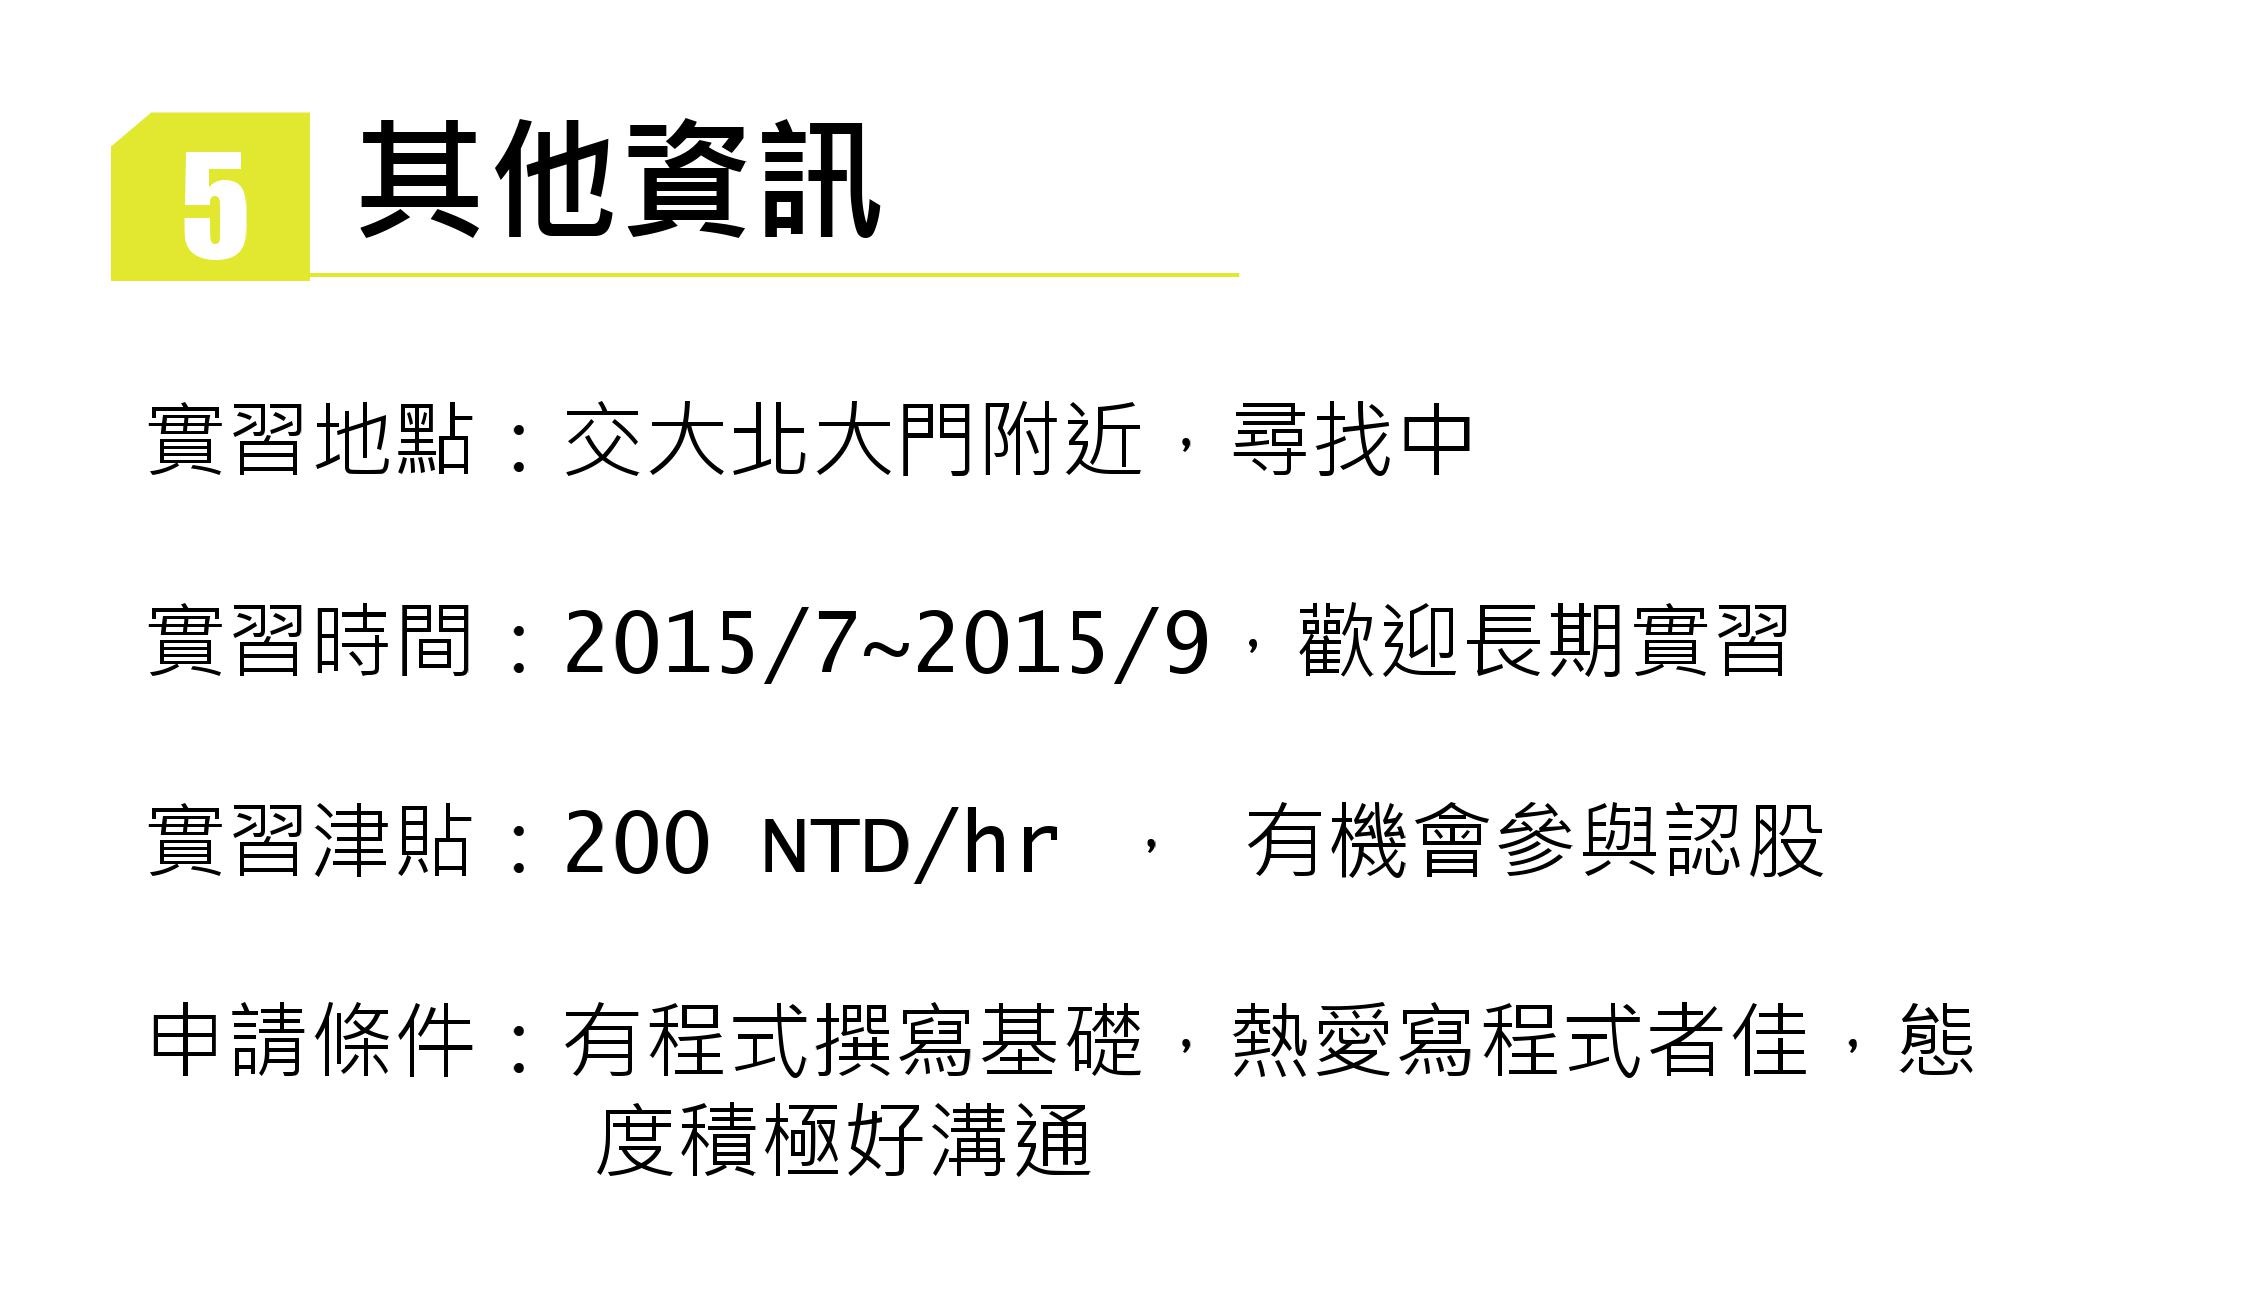 5 其他資訊
實習地點：交大北大門附近，尋找中
實習時間：2015/7~2015/9，歡迎長期實習
實習津貼：200 NTD/hr ， 有機會參與認股
申請條件：有程式撰寫基礎，熱愛寫程式者佳，態
度積極好溝通